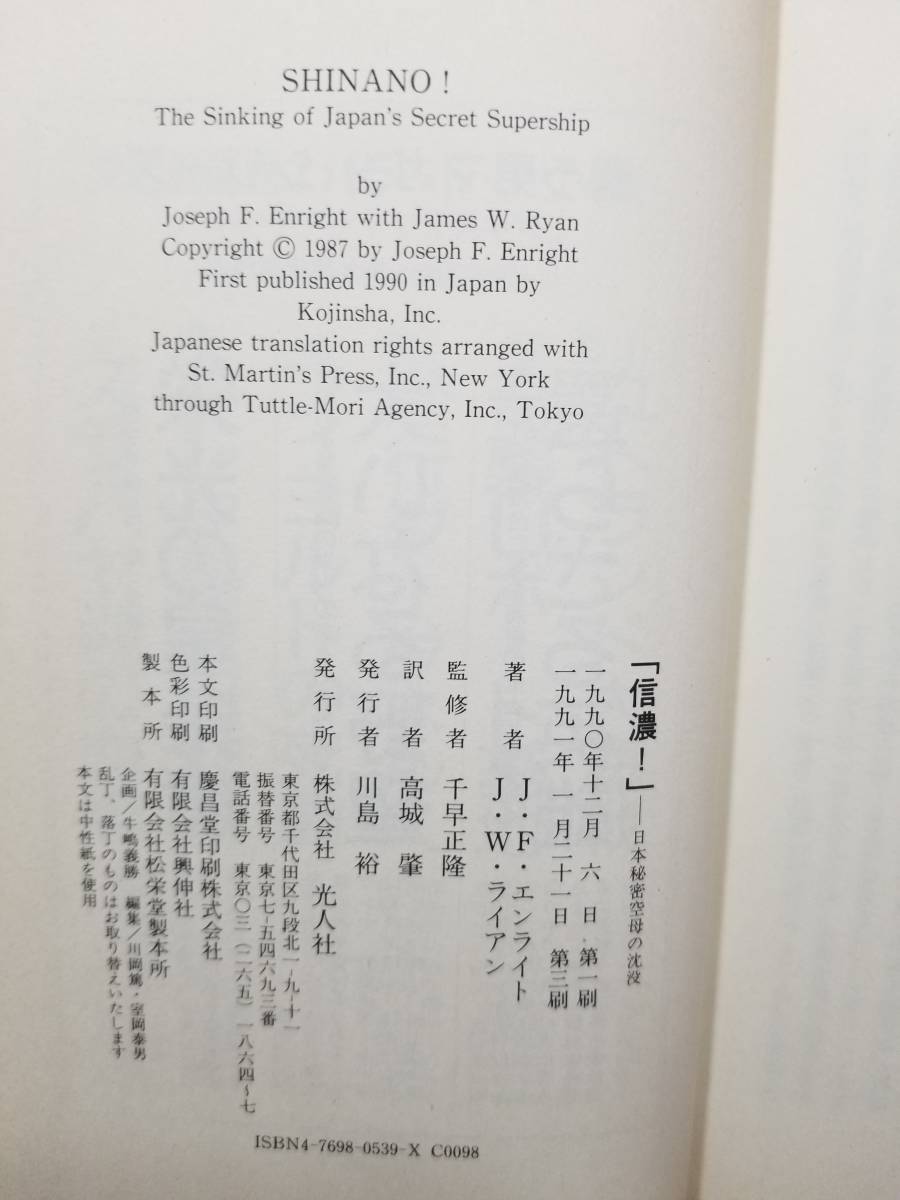 SHINANO!
The Sinking of Japan's Secret Supership
by
Joseph F. Enright with James W. Ryan
Copyright © 1987 by Joseph F. Enright
First published 1990 in Japan by
Kojinsha, Inc.
Japanese translation rights arranged with
St. Martin's Press, Inc., New York
through Tuttle-Mori Agency, Inc., Tokyo
「信濃！」──日本秘密空母の沈没
一九九〇年十二月 六 日 第一刷
一九九一年 一 月二十一日 第三刷
著 者 J・F・エンライト
J・W・ライアン
監修者 千早正隆
訳 者 高城 肇
発行者 川島 裕
発行所 株式会社 光人社
東京都千代田区九段北一-九-十一
振替番号 東京七-五四六九三番
電話番号 東京〇三(二六五)一八六四~七
本文印刷 慶昌堂印刷株式会社
色彩印刷 有限会社興伸社
製本所 有限会社松栄堂製本所
企画/牛嶋義勝 編集/川岡篤・室岡泰男
乱丁、落丁のものはお取り替えいたします
本文は中性紙を使用
ISBN4-7698-0539-X C0098